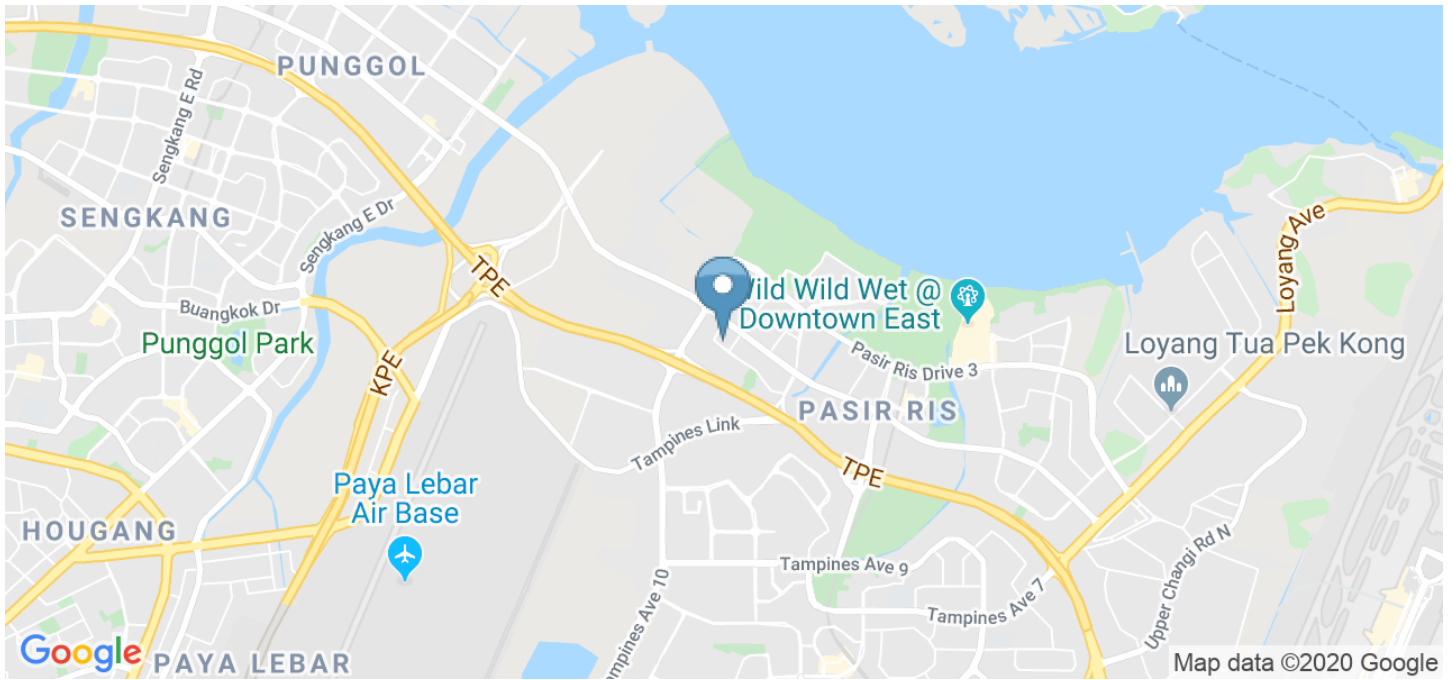 PUNGGOL
Sengkang E Rd
SENGKANG
Sengkang E Dr
Loyang Ave
TPE
Buangkok Dr
Wild Wet @
Downtown East
Punggol Park
Loyang Tua Pek Kong
KPE
Pasir Ris Drive 3
PASIR RIS
Tampines Link
TPE
Paya Lebar
Air Base
HOUGANG
Tampines Ave 9
Tampines Ave 7
Upper Changi Rd N
mpines Ave 10
Google
PAYA LEBAR
Map data ©2020 Google